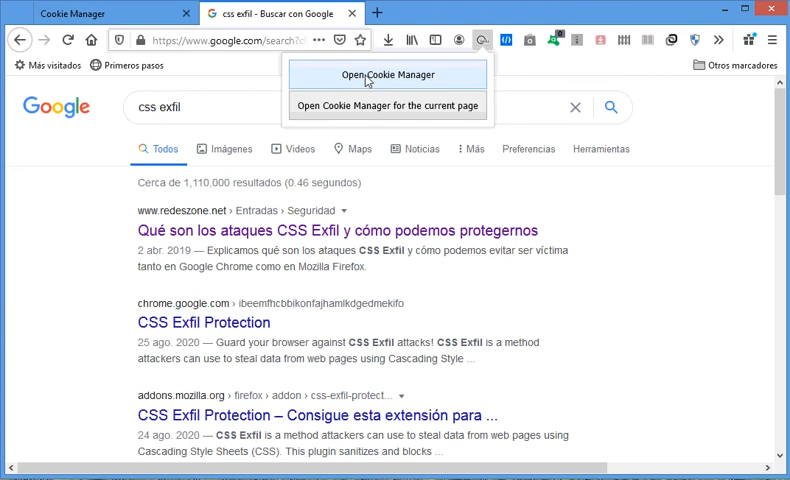 Cookie Manager
css exfil - Buscar con Google
https://www.google.com/search?c
Más visitados
Primeros pasos
Otros marcadores
Open Cookie Manager
Open Cookie Manager for the current page
Google
css exfil
Todos
Imágenes
Videos
Maps
Noticias
Más
Preferencias
Herramientas
Cerca de 1,110,000 resultados (0.46 segundos)
www.redeszone.net › Entradas › Seguridad
Qué son los ataques CSS Exfil y cómo podemos protegernos
2 abr. 2019 — Explicamos qué son los ataques CSS Exfil y cómo podemos evitar ser víctima
tanto en Google Chrome como en Mozilla Firefox.
chrome.google.com › ibeemfhcbbikonfajhamlkdgedmekifo
CSS Exfil Protection
25 ago. 2020 — Guard your browser against CSS Exfil attacks! CSS Exfil is a method
attackers can use to steal data from web pages using Cascading Style ...
addons.mozilla.org › firefox › addon › css-exfil-protect...
CSS Exfil Protection – Consigue esta extensión para ...
24 ago. 2020 — CSS Exfil is a method attackers can use to steal data from web pages using
Cascading Style Sheets (CSS). This plugin sanitizes and blocks ...